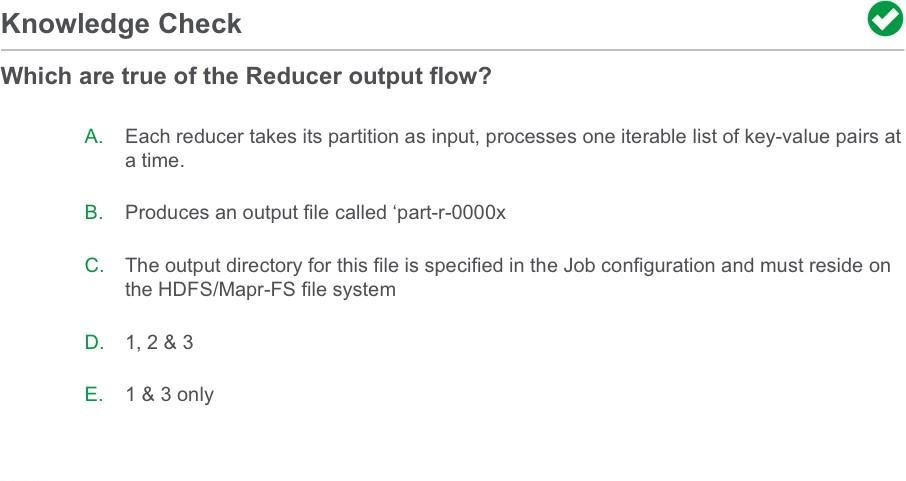 Knowledge Check
Which are true of the Reducer output flow?
A. Each reducer takes its partition as input, processes one iterable list of key-value pairs at
a time.
B. Produces an output file called ‘part-r-0000x
C. The output directory for this file is specified in the Job configuration and must reside on
the HDFS/Mapr-FS file system
D. 1, 2 & 3
E. 1 & 3 only